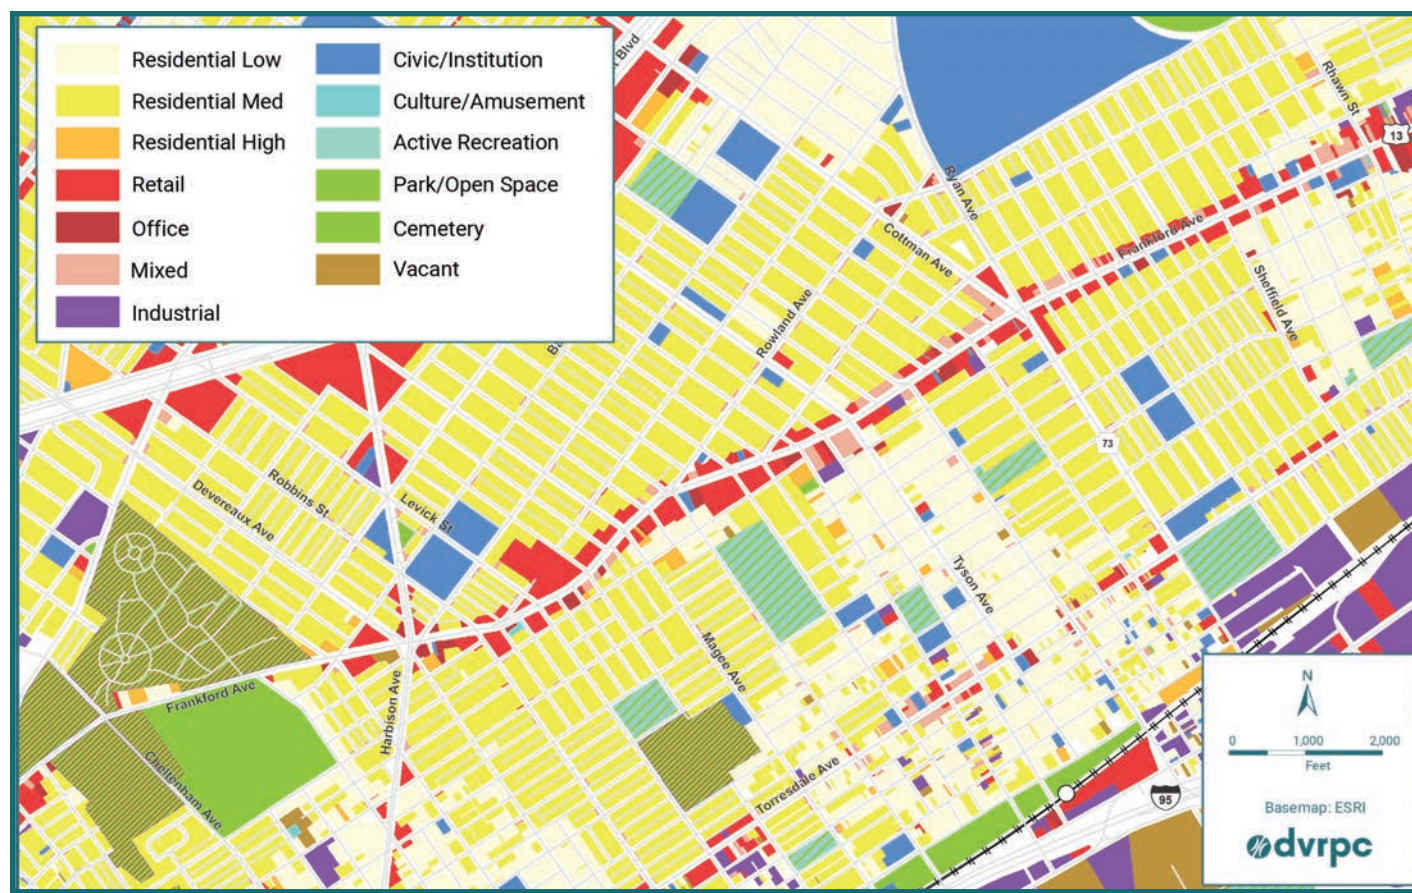 Residential Low
Residential Med
Residential High
Retail
Office
Mixed
Industrial
Civic/Institution
Culture/Amusement
Active Recreation
Park/Open Space
Cemetery
Vacant
Blvd
Rhawn St
13
Ryan Ave
Cottman Ave
Frankford Ave
Sheffield Ave
Rowland Ave
73
Robbins St
Devereaux Ave
Levick St
Tyson Ave
Magee Ave
Frankford Ave
Harbison Ave
Cheltenham Ave
Torresdale Ave
95
N
0 1,000 2,000
Feet
Basemap: ESRI
dvrpc